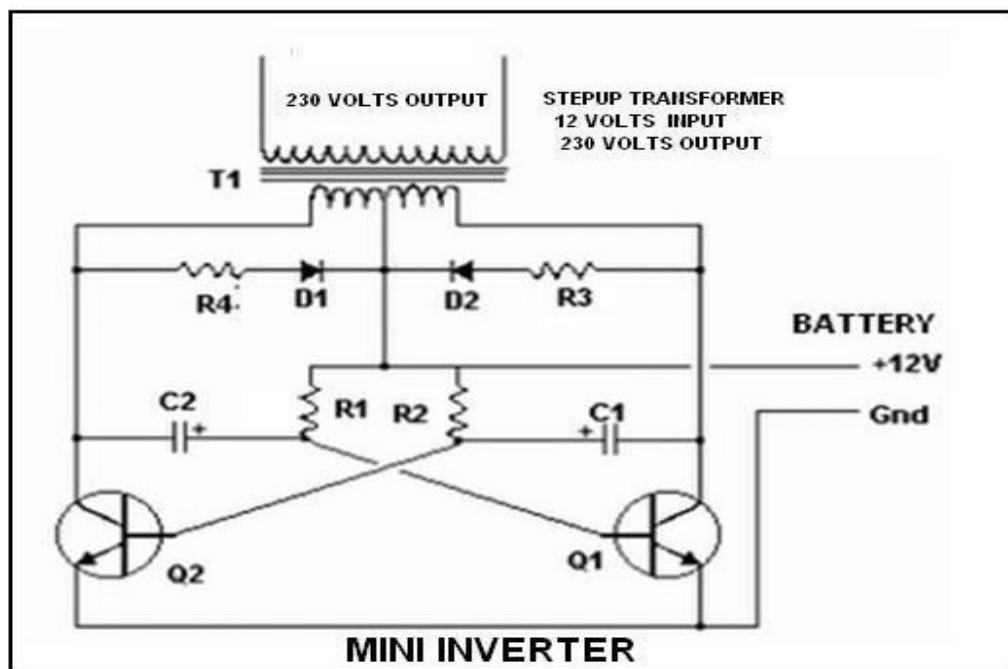 230 VOLTS OUTPUT
STEPUP TRANSFORMER
12 VOLTS INPUT
230 VOLTS OUTPUT
T1
R4
D1
D2
R3
BATTERY
+12V
Gnd
C2
+
R1
R2
C1
+
Q2
Q1
MINI INVERTER